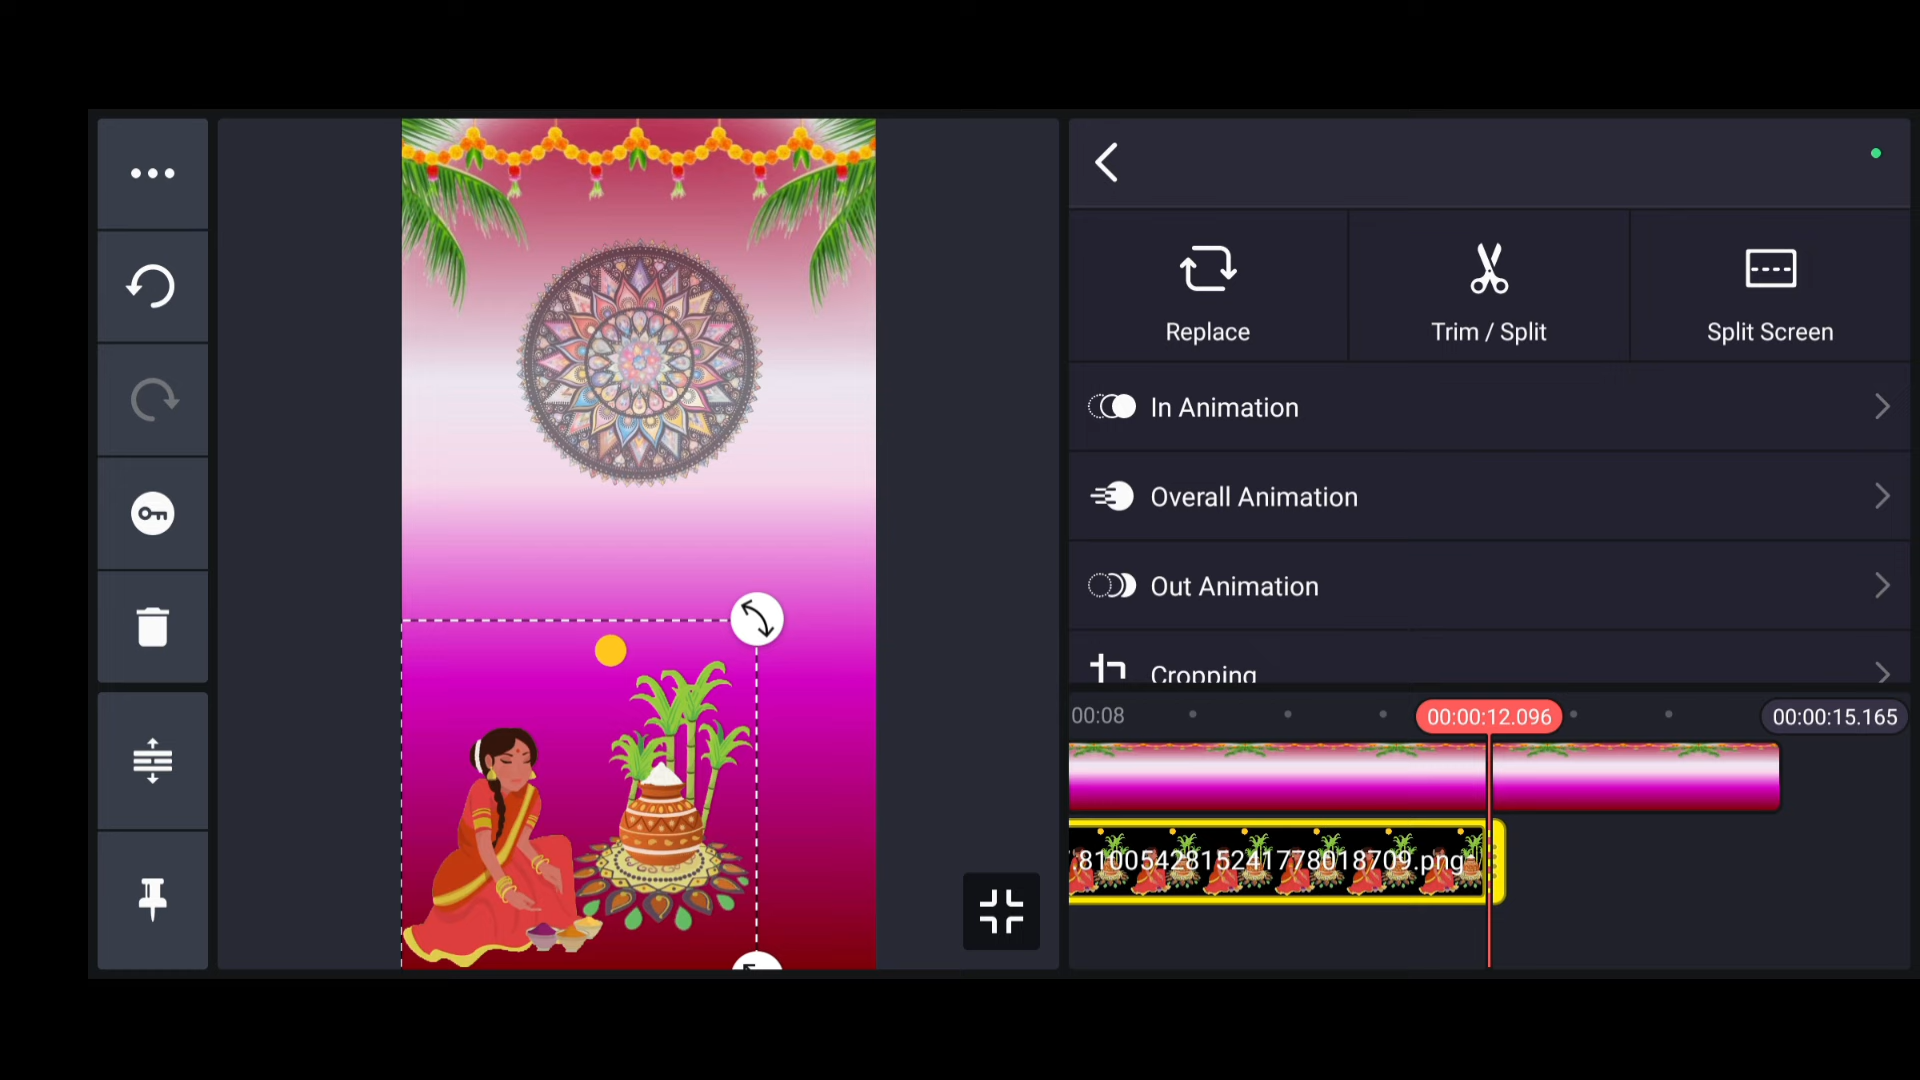 Replace
Trim / Split
Split Screen
In Animation
Overall Animation
Out Animation
Cropping
00:08
00:00:12.096
00:00:15.165
8100542815241778018709.png